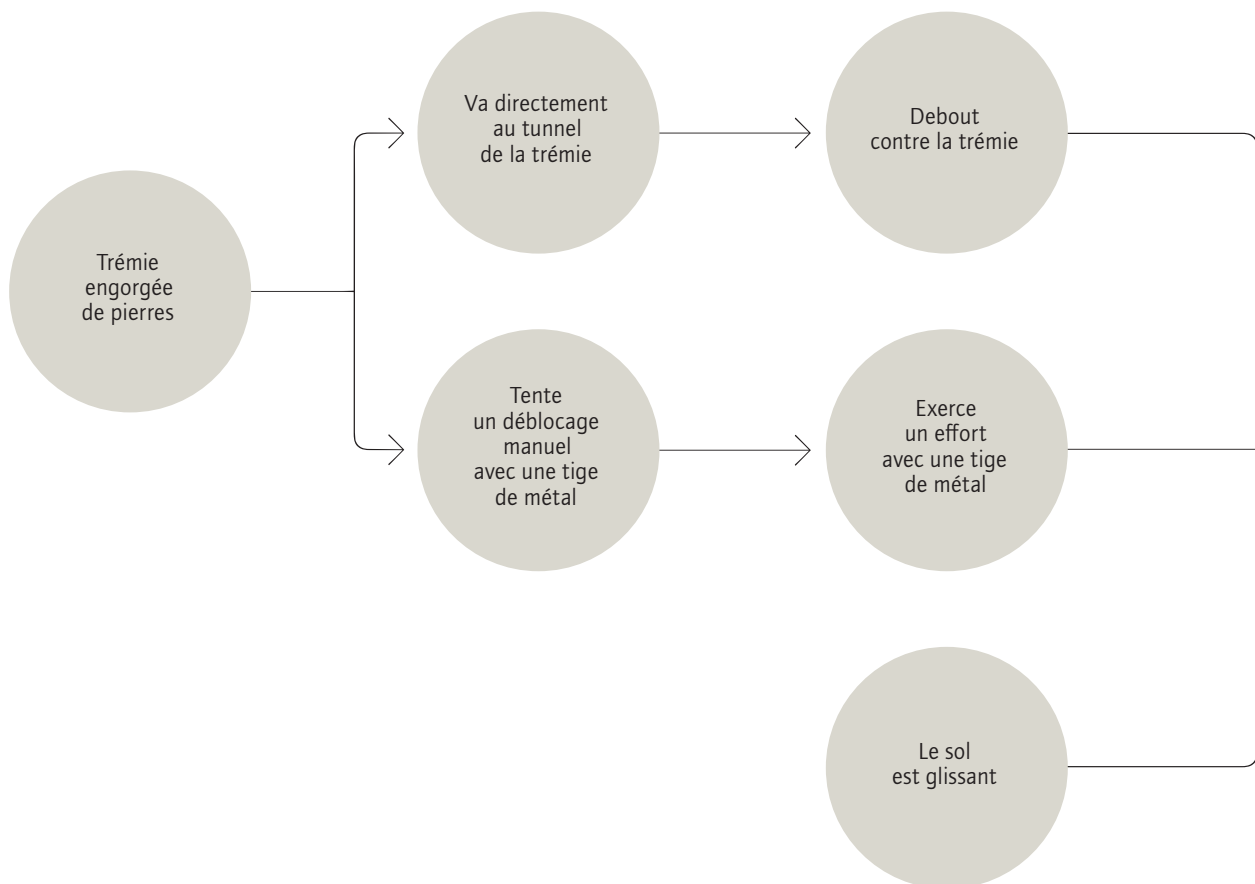 Trémie
engorgée
de pierres
Va directement
au tunnel
de la trémie
Debout
contre la trémie
Tente
un déblocage
manuel
avec une tige
de métal
Exerce
un effort
avec une tige
de métal
Le sol
est glissant